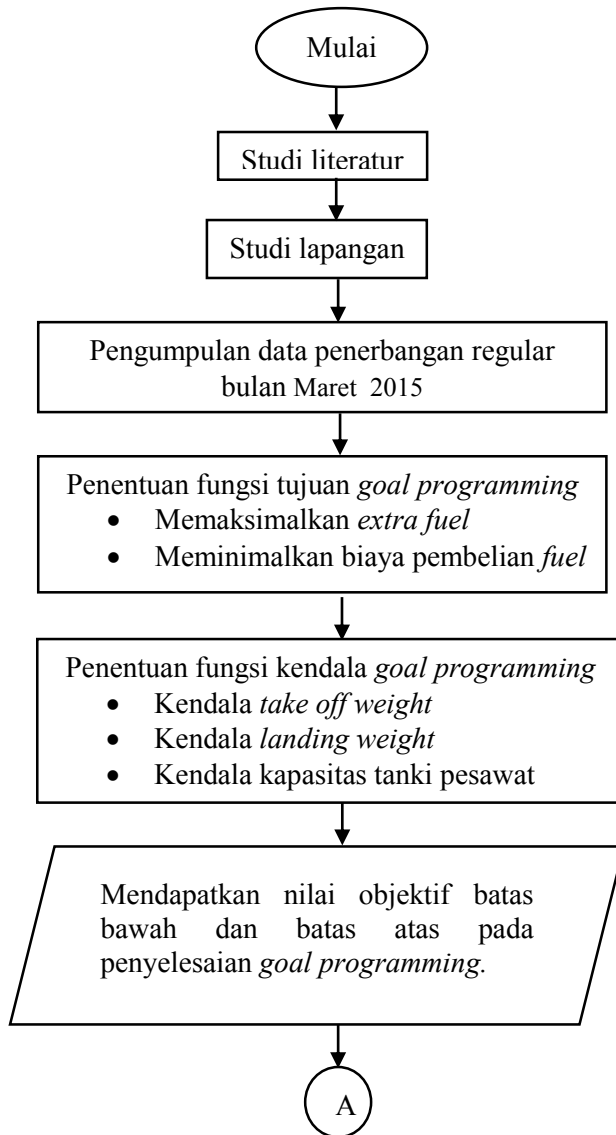 Mulai
Studi literatur
Studi lapangan
Pengumpulan data penerbangan regular
bulan Maret 2015
Penentuan fungsi tujuan goal programming
• Memaksimalkan extra fuel
• Meminimalkan biaya pembelian fuel
Penentuan fungsi kendala goal programming
• Kendala take off weight
• Kendala landing weight
• Kendala kapasitas tanki pesawat
Mendapatkan nilai objektif batas
bawah dan batas atas pada
penyelesaian goal programming.
A